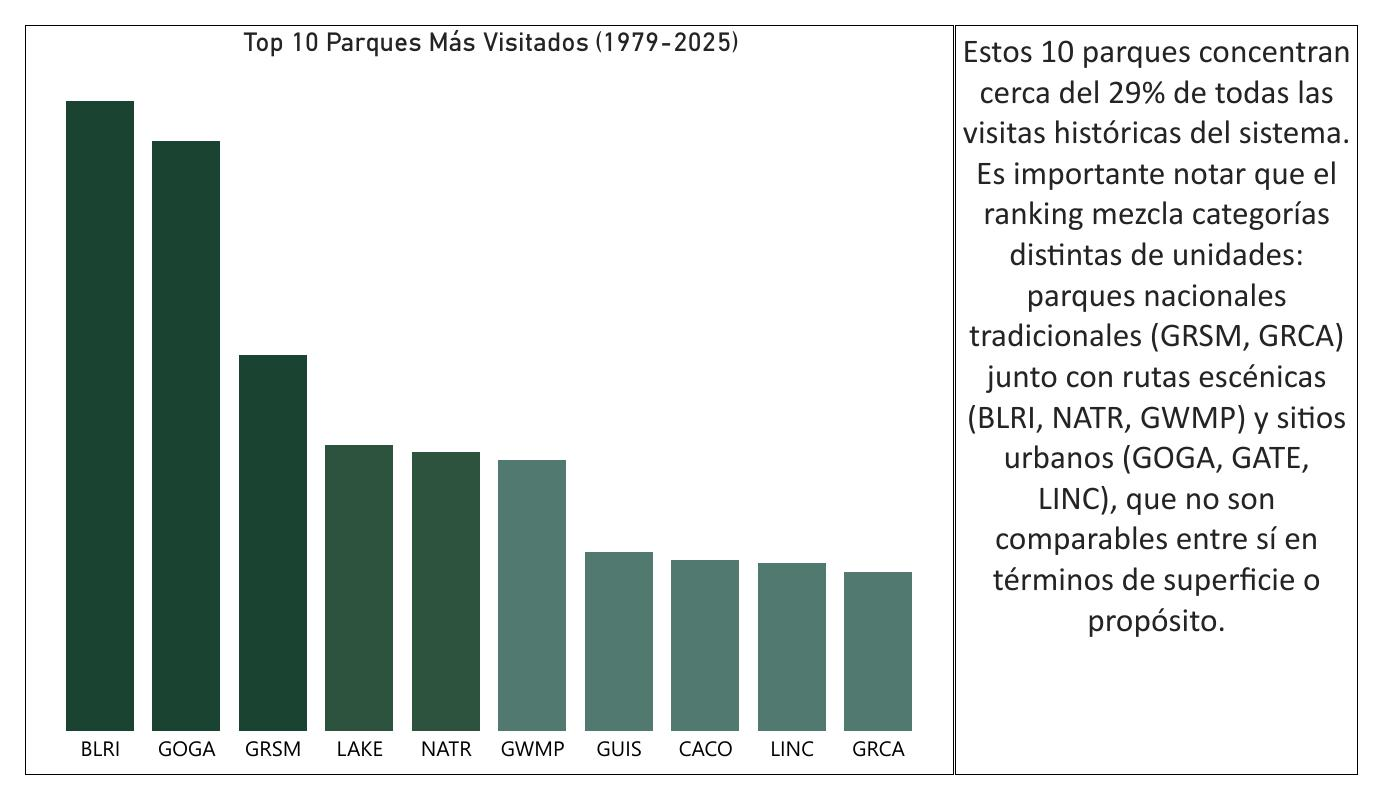 Top 10 Parques Más Visitados (1979-2025)
BLRI GOGA GRSM LAKE NATR GWMP GUIS CACO LINC GRCA
Estos 10 parques concentran
cerca del 29% de todas las
visitas históricas del sistema.
Es importante notar que el
ranking mezcla categorías
distintas de unidades:
parques nacionales
tradicionales (GRSM, GRCA)
junto con rutas escénicas
(BLRI, NATR, GWMP) y sitios
urbanos (GOGA, GATE,
LINC), que no son
comparables entre sí en
términos de superficie o
propósito.